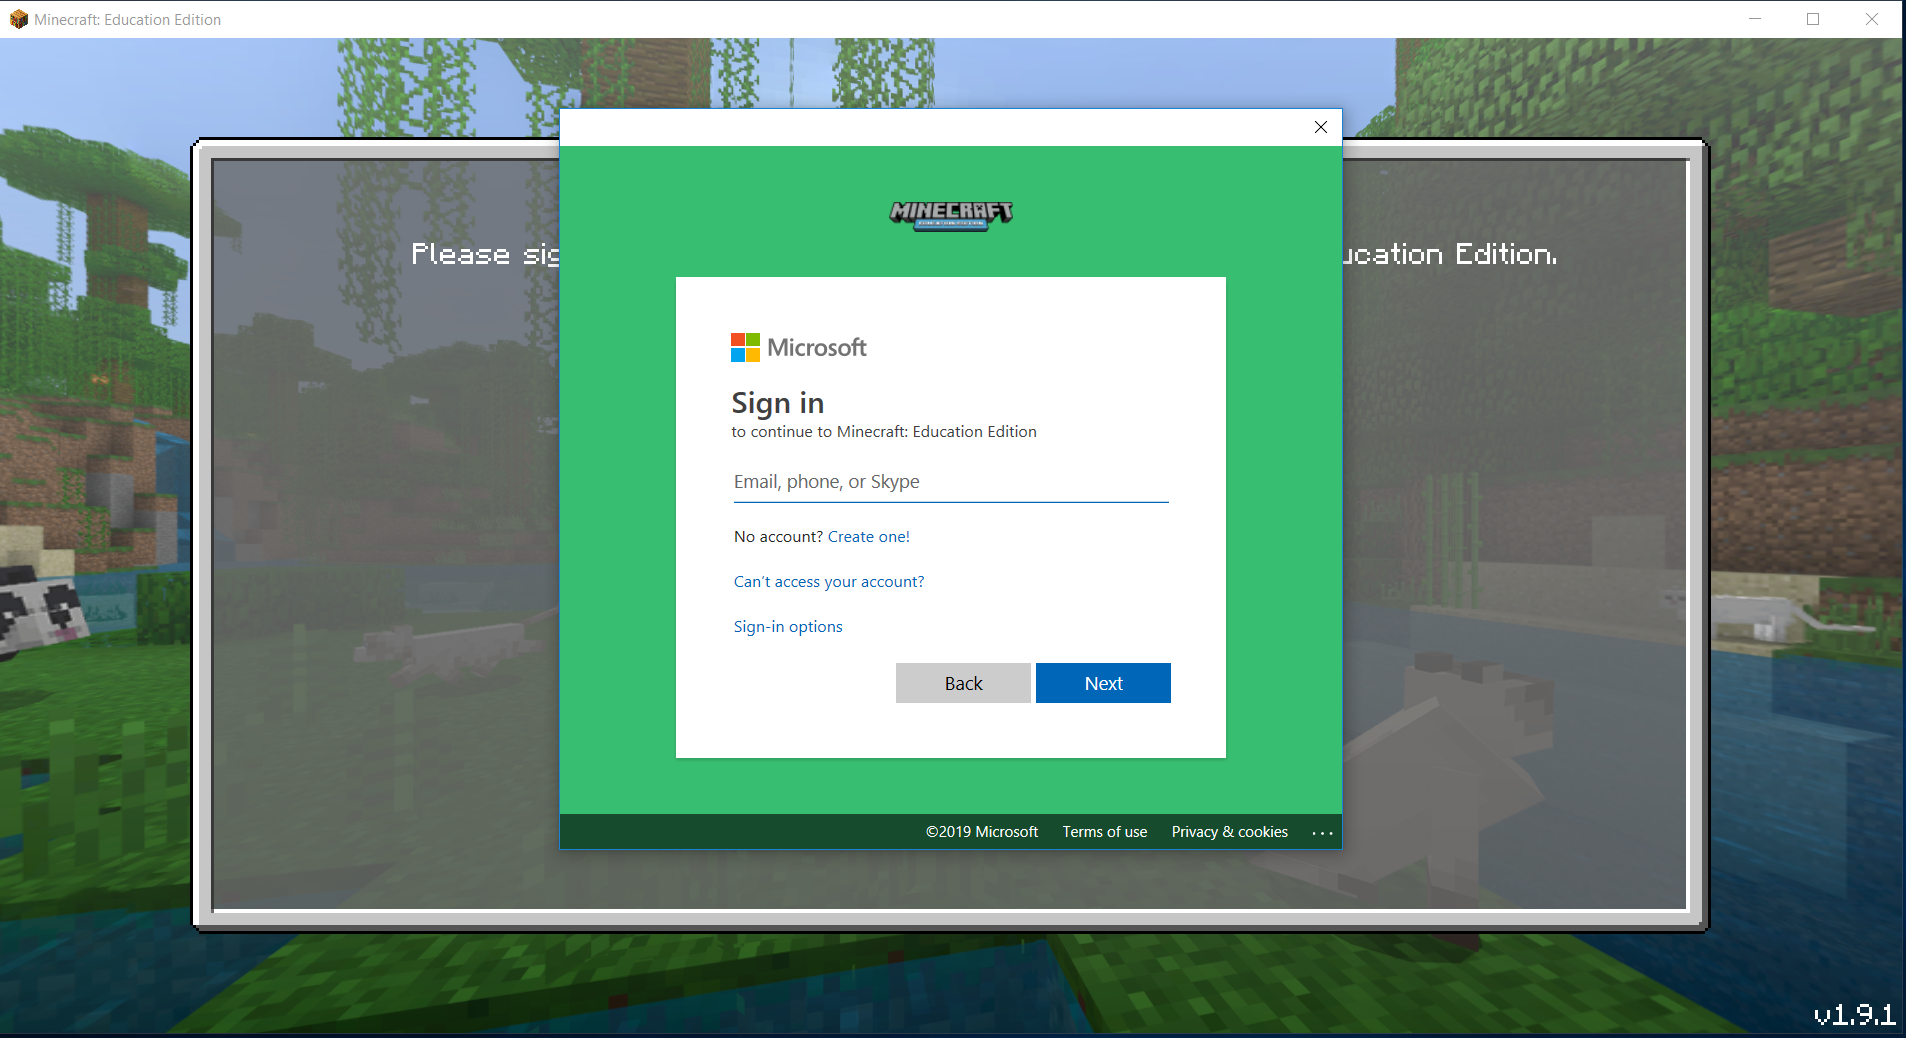 Minecraft: Education Edition
MINECRAFT
Please sig
ucation Edition.
Microsoft
Sign in
to continue to Minecraft: Education Edition
Email, phone, or Skype
No account? Create one!
Can't access your account?
Sign-in options
Back
Next
©2019 Microsoft
Terms of use
Privacy & cookies
...
v1.9.1